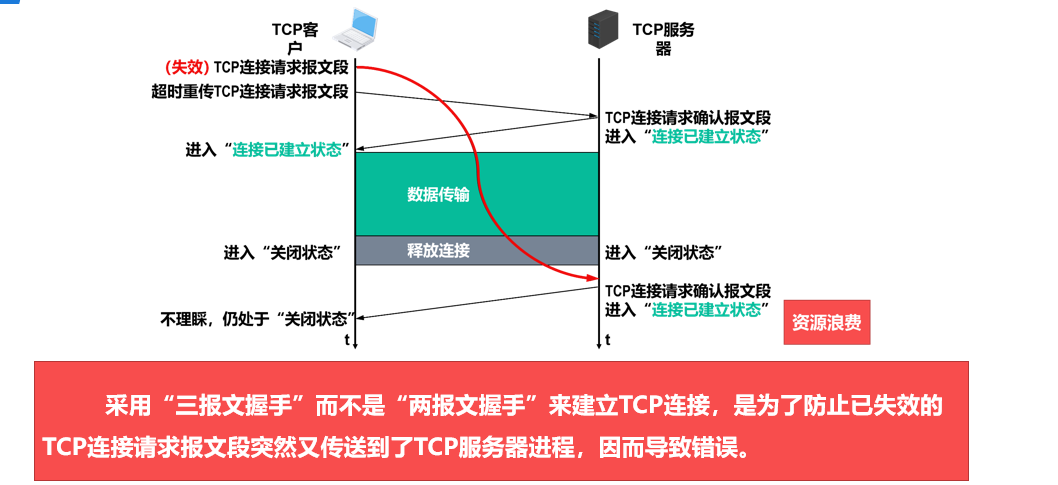 TCP客
户
TCP服务
器
(失效) TCP连接请求报文段
超时重传TCP连接请求报文段
TCP连接请求确认报文段
进入“连接已建立状态”
进入“连接已建立状态”
数据传输
进入“关闭状态”
释放连接
进入“关闭状态”
TCP连接请求确认报文段
进入“连接已建立状态”
不理睬，仍处于“关闭状态”
资源浪费
t
t
采用“三报文握手”而不是“两报文握手”来建立TCP连接，是为了防止已失效的
TCP连接请求报文段突然又传送到了TCP服务器进程，因而导致错误。